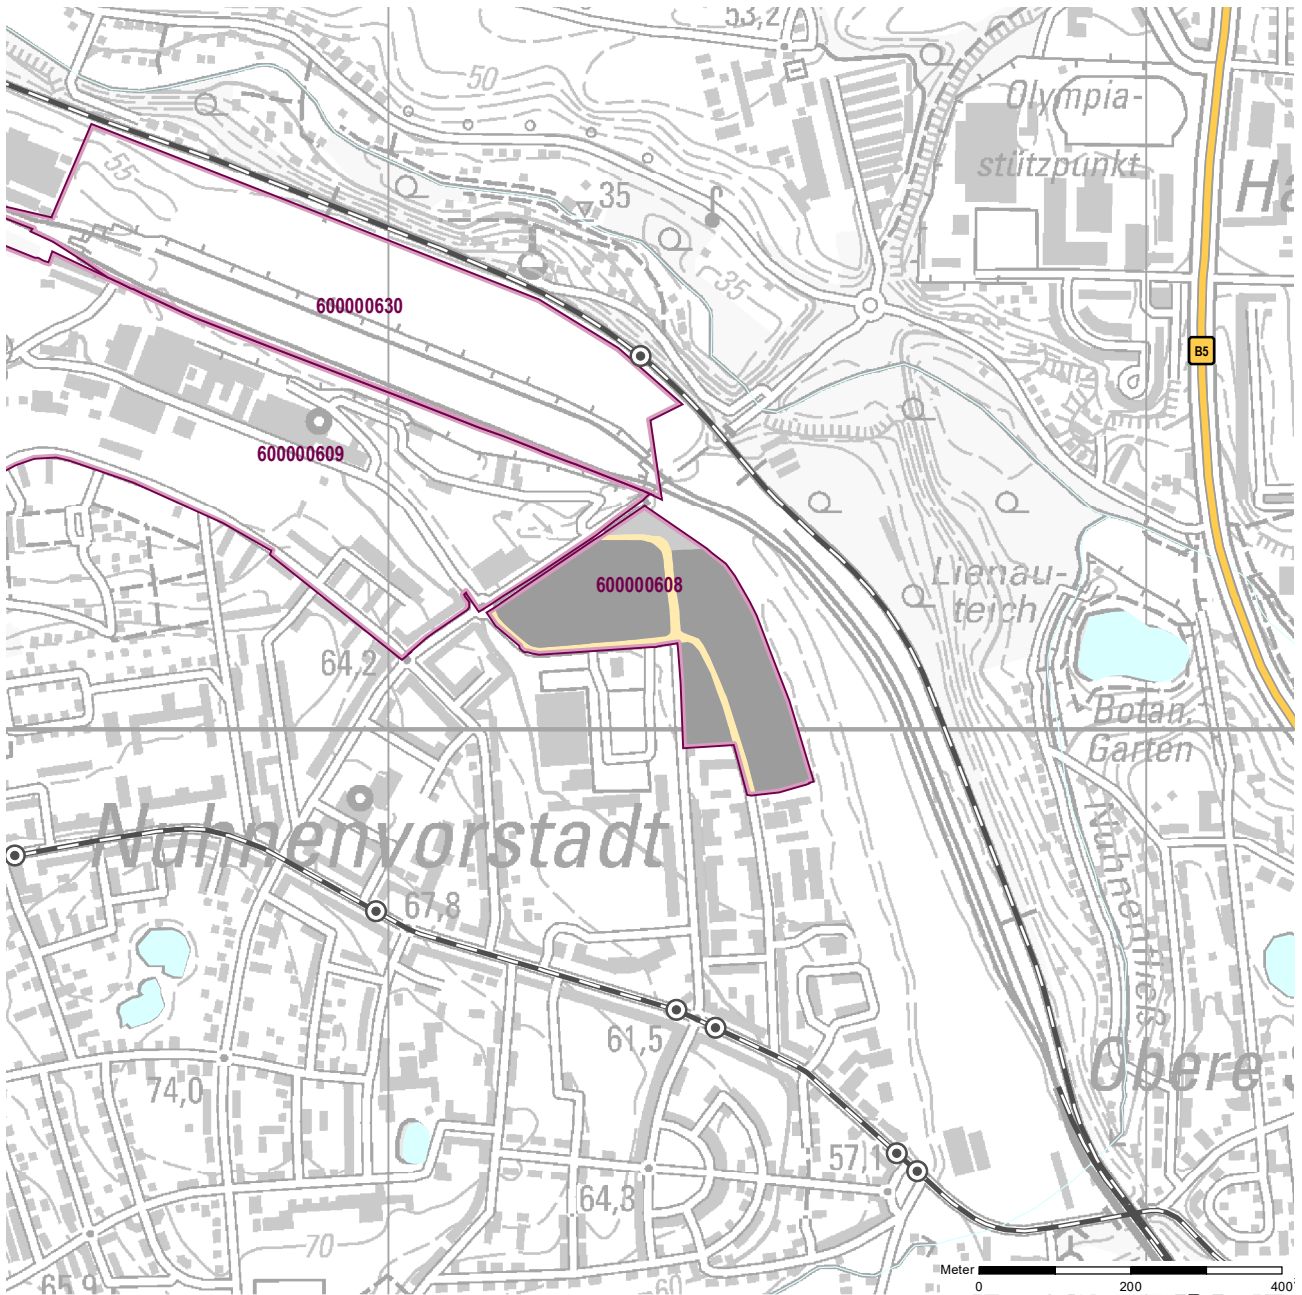 53,2
50
Olympia-
stützpunkt
55
35
35
600000630
B5
600000609
600000608
Lienau-
teich
64.2
Botan.
Garten
Nuhnenvorstadt
Nuhnenfließ
67,8
61,5
Obere
74,0
57,1
64,3
70
60
65,9
Meter
0
200
400